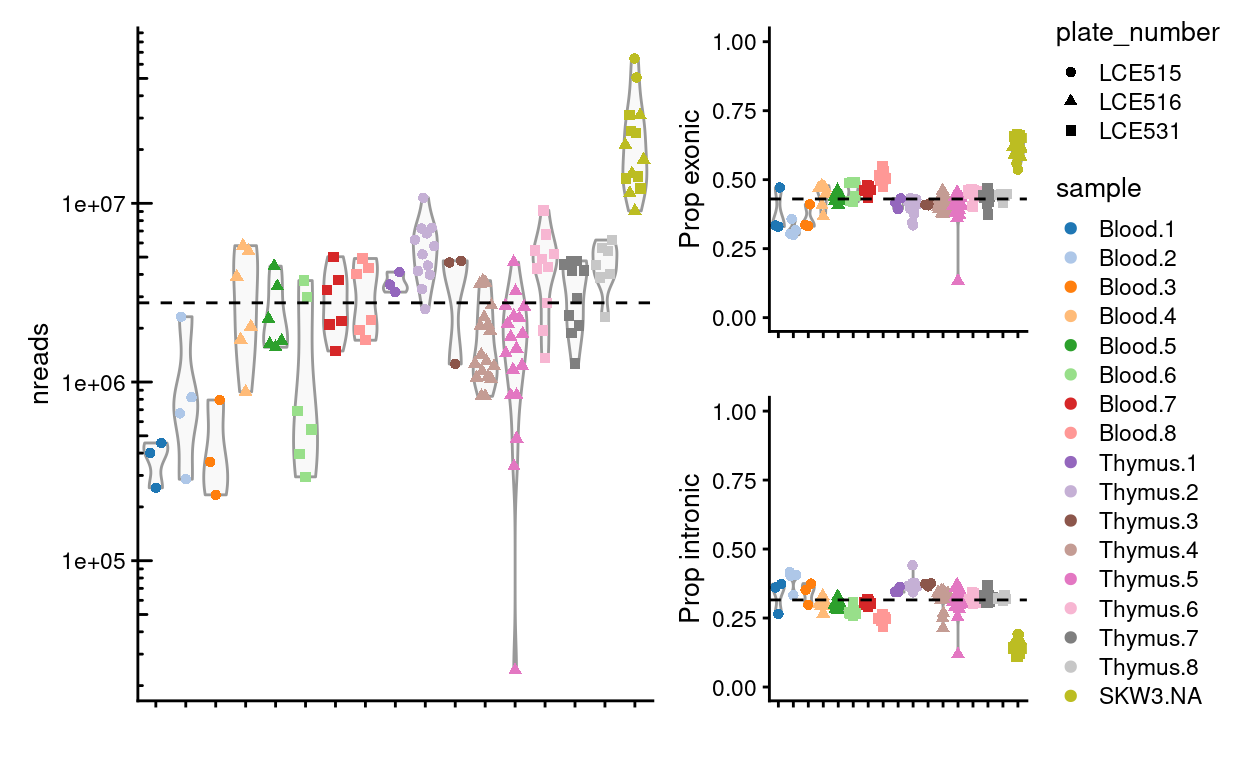 nreads
1e+07
1e+06
1e+05
Prop exonic
1.00
0.75
0.50
0.25
0.00
Prop intronic
1.00
0.75
0.50
0.25
0.00
plate_number
LCE515
LCE516
LCE531
sample
Blood.1
Blood.2
Blood.3
Blood.4
Blood.5
Blood.6
Blood.7
Blood.8
Thymus.1
Thymus.2
Thymus.3
Thymus.4
Thymus.5
Thymus.6
Thymus.7
Thymus.8
SKW3.NA